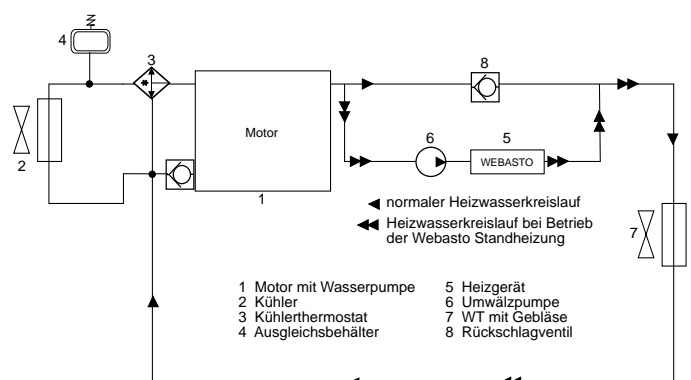 4
3
8
Motor
6
5
WEBASTO
2
1
normaler Heizwasserkreislauf
Heizwasserkreislauf bei Betrieb
der Webasto Standheizung
7
1 Motor mit Wasserpumpe
2 Kühler
3 Kühlerthermostat
4 Ausgleichsbehälter
5 Heizgerät
6 Umwälzpumpe
7 WT mit Gebläse
8 Rückschlagventil